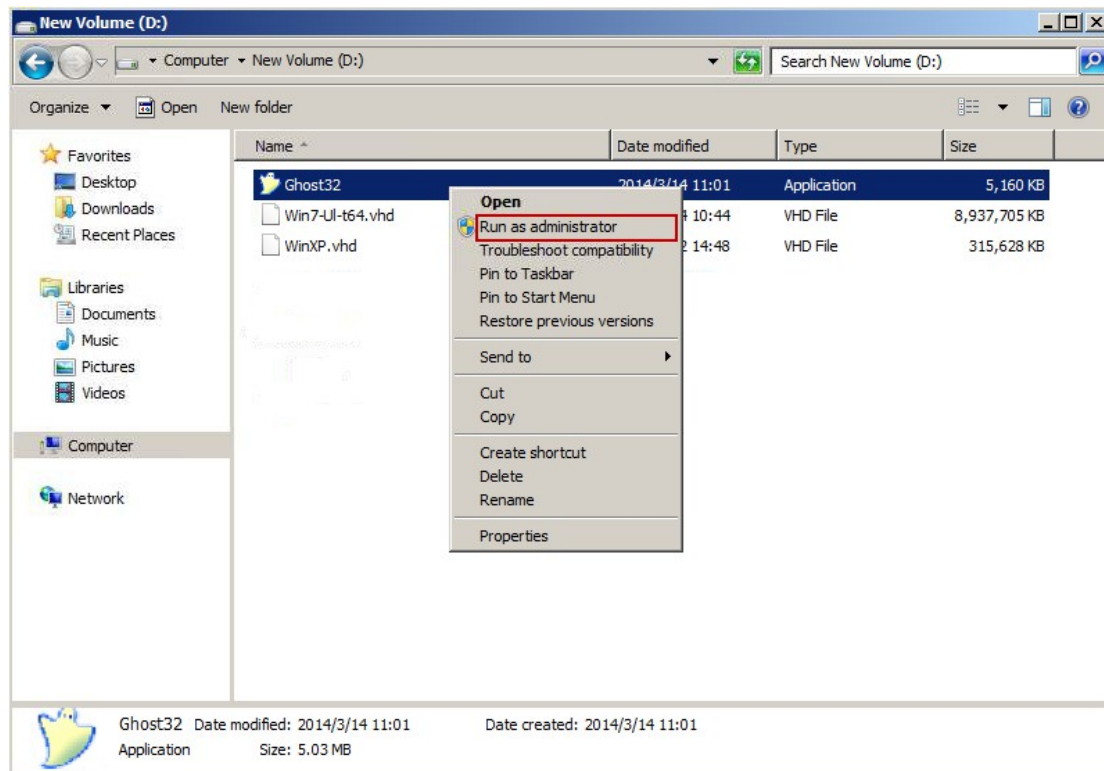 New Volume (D:)
Computer New Volume (D:) Search New Volume (D:)
Organize Open New folder
Favorites
Desktop
Downloads
Recent Places
Libraries
Documents
Music
Pictures
Videos
Computer
Network
Name Date modified Type Size
Ghost32 2014/3/14 11:01 Application 5,160 KB
Win7-Ul-t64.vhd 10:44 VHD File 8,937,705 KB
WinXP.vhd 14:48 VHD File 315,628 KB
Open
Run as administrator
Troubleshoot compatibility
Pin to Taskbar
Pin to Start Menu
Restore previous versions
Send to
Cut
Copy
Create shortcut
Delete
Rename
Properties
Ghost32 Date modified: 2014/3/14 11:01 Date created: 2014/3/14 11:01
Application Size: 5.03 MB